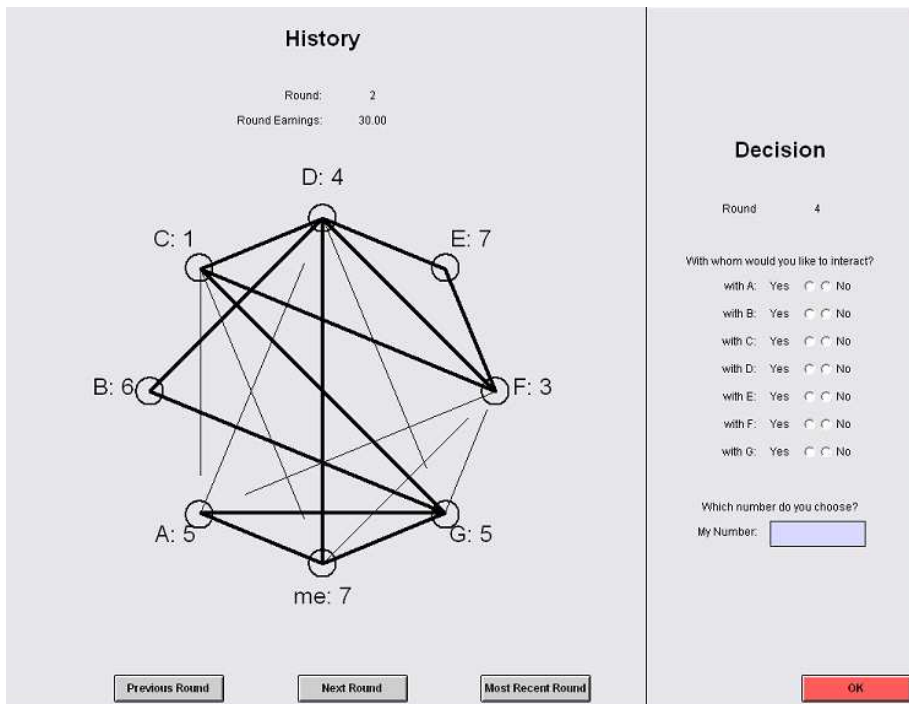 History
Round: 2
Round Earnings: 30.00
D: 4
C: 1
E: 7
B: 6
F: 3
A: 5
G: 5
me: 7
Previous Round
Next Round
Most Recent Round
Decision
Round 4
With whom would you like to interact?
with A: Yes No
with B: Yes No
with C: Yes No
with D: Yes No
with E: Yes No
with F: Yes No
with G: Yes No
Which number do you choose?
My Number:
OK